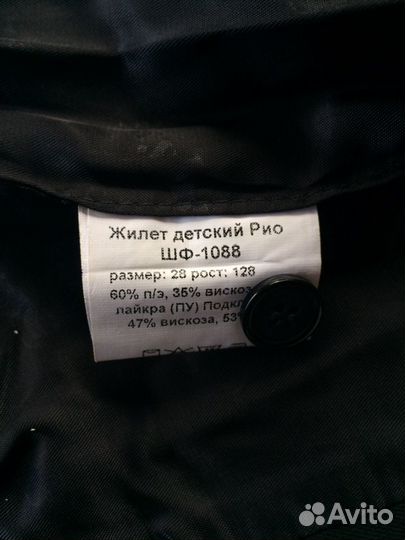 Жилет детский Рио
ШФ-1088
размер: 28 рост: 128
60% п/э, 35% вискоз
лайкра (ПУ) Подкл
47% вискоза, 53%
Avito